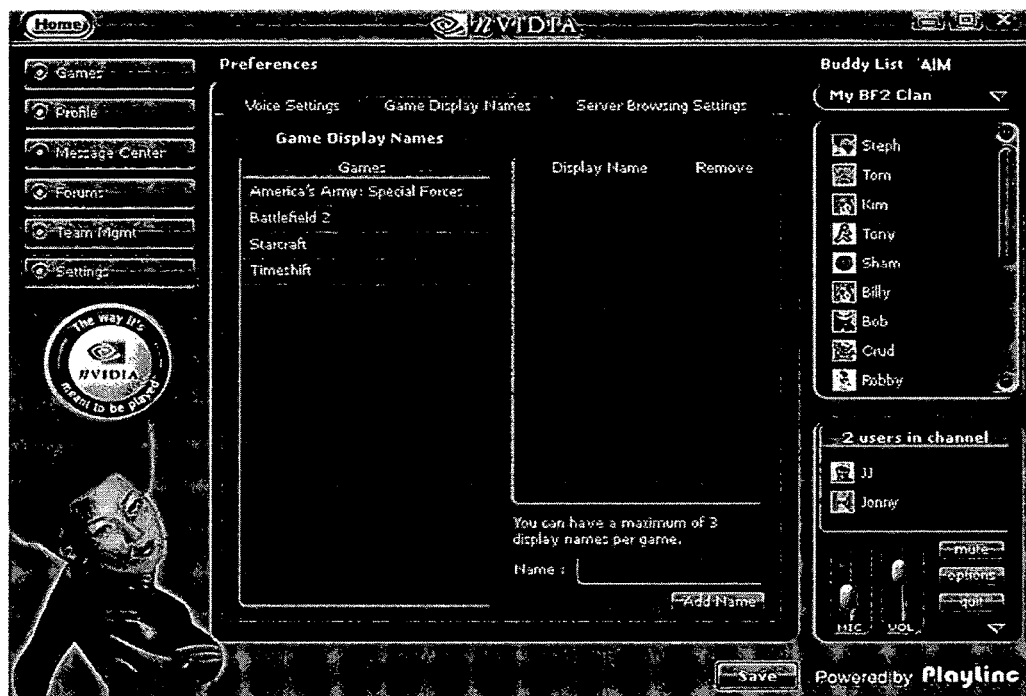 Home
NVIDIA
Games
Profile
Message Center
Forums
Team Mgmt
Settings
The way it's
NVIDIA
meant to be played
Preferences
Voice Settings Game Display Names Server Browsing Settings
Game Display Names
Games
America's Army: Special Forces
Battlefield 2
Starcraft
Timeshift
Display Name Remove
You can have a maximum of 3
display names per game.
Name :
Add Name
Save
Buddy List AIM
My BF2 Clan
Steph
Tom
Kim
Tony
Sham
Billy
Bob
Crud
Robby
2 users in channel
JJ
Jonny
mute
options
quit
MIC VOL
Powered by Playlinc